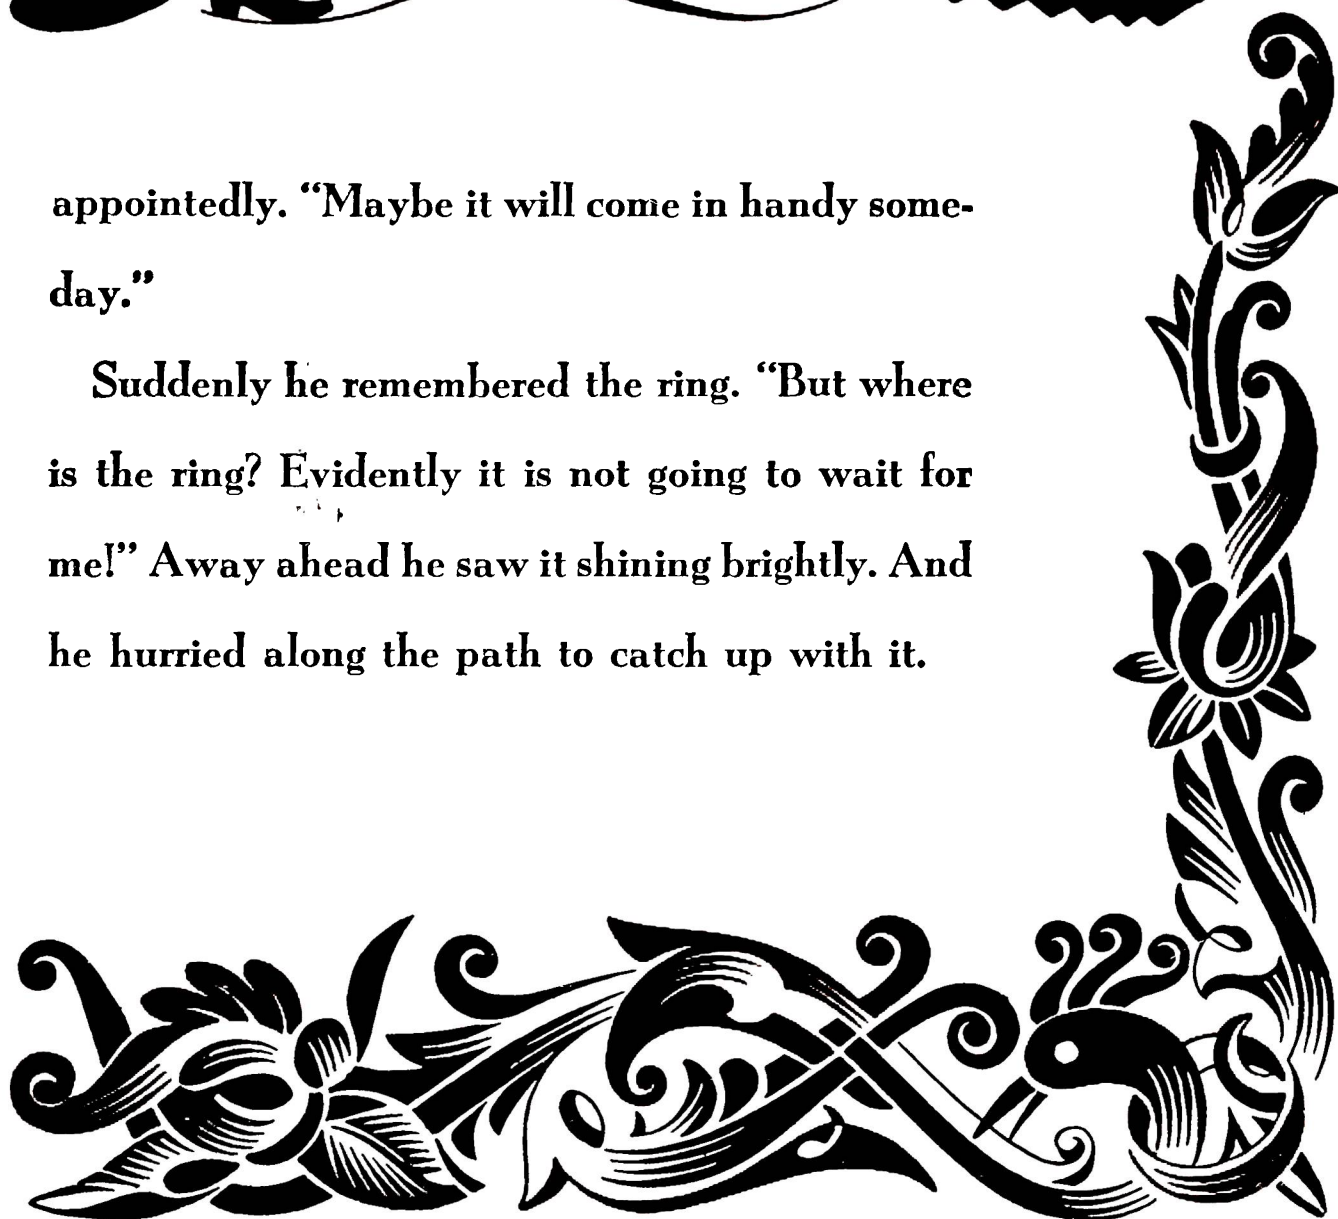 appointedly. “Maybe it will come in handy some-
day.”
Suddenly he remembered the ring. “But where
is the ring? Evidently it is not going to wait for
me!” Away ahead he saw it shining brightly. And
he hurried along the path to catch up with it.